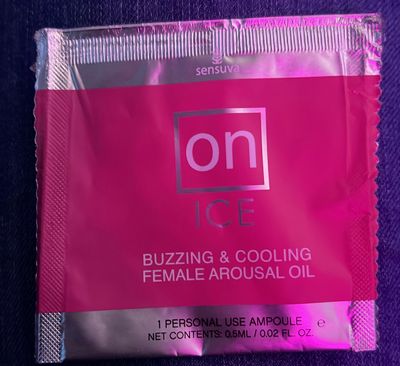 sensuva
on
ICE
BUZZING & COOLING
FEMALE AROUSAL OIL
1 PERSONAL USE AMPOULE e
NET CONTENTS: 0.5ML / 0.02 FL. OZ.